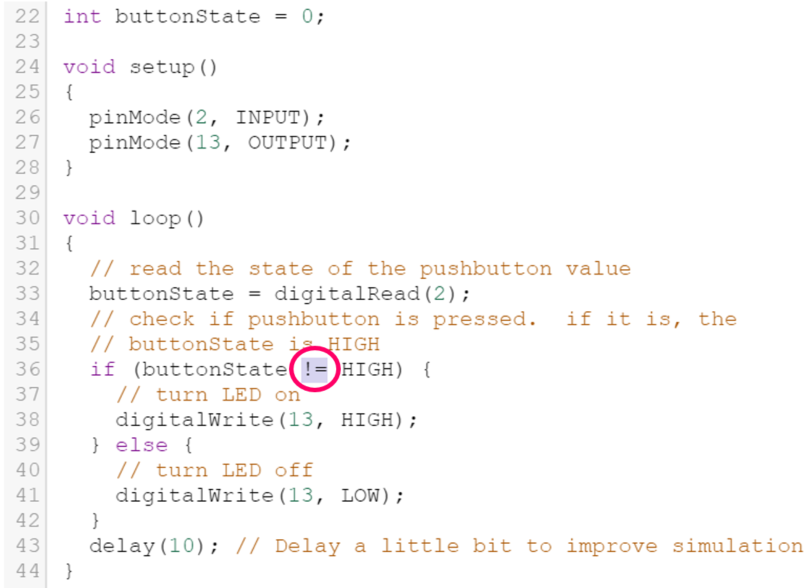 22 int buttonState = 0;
23
24 void setup()
25 {
26   pinMode(2, INPUT);
27   pinMode(13, OUTPUT);
28 }
29
30 void loop()
31 {
32   // read the state of the pushbutton value
33   buttonState = digitalRead(2);
34   // check if pushbutton is pressed.  if it is, the
35   // buttonState is HIGH
36   if (buttonState != HIGH) {
37     // turn LED on
38     digitalWrite(13, HIGH);
39   } else {
40     // turn LED off
41     digitalWrite(13, LOW);
42   }
43   delay(10); // Delay a little bit to improve simulation
44 }